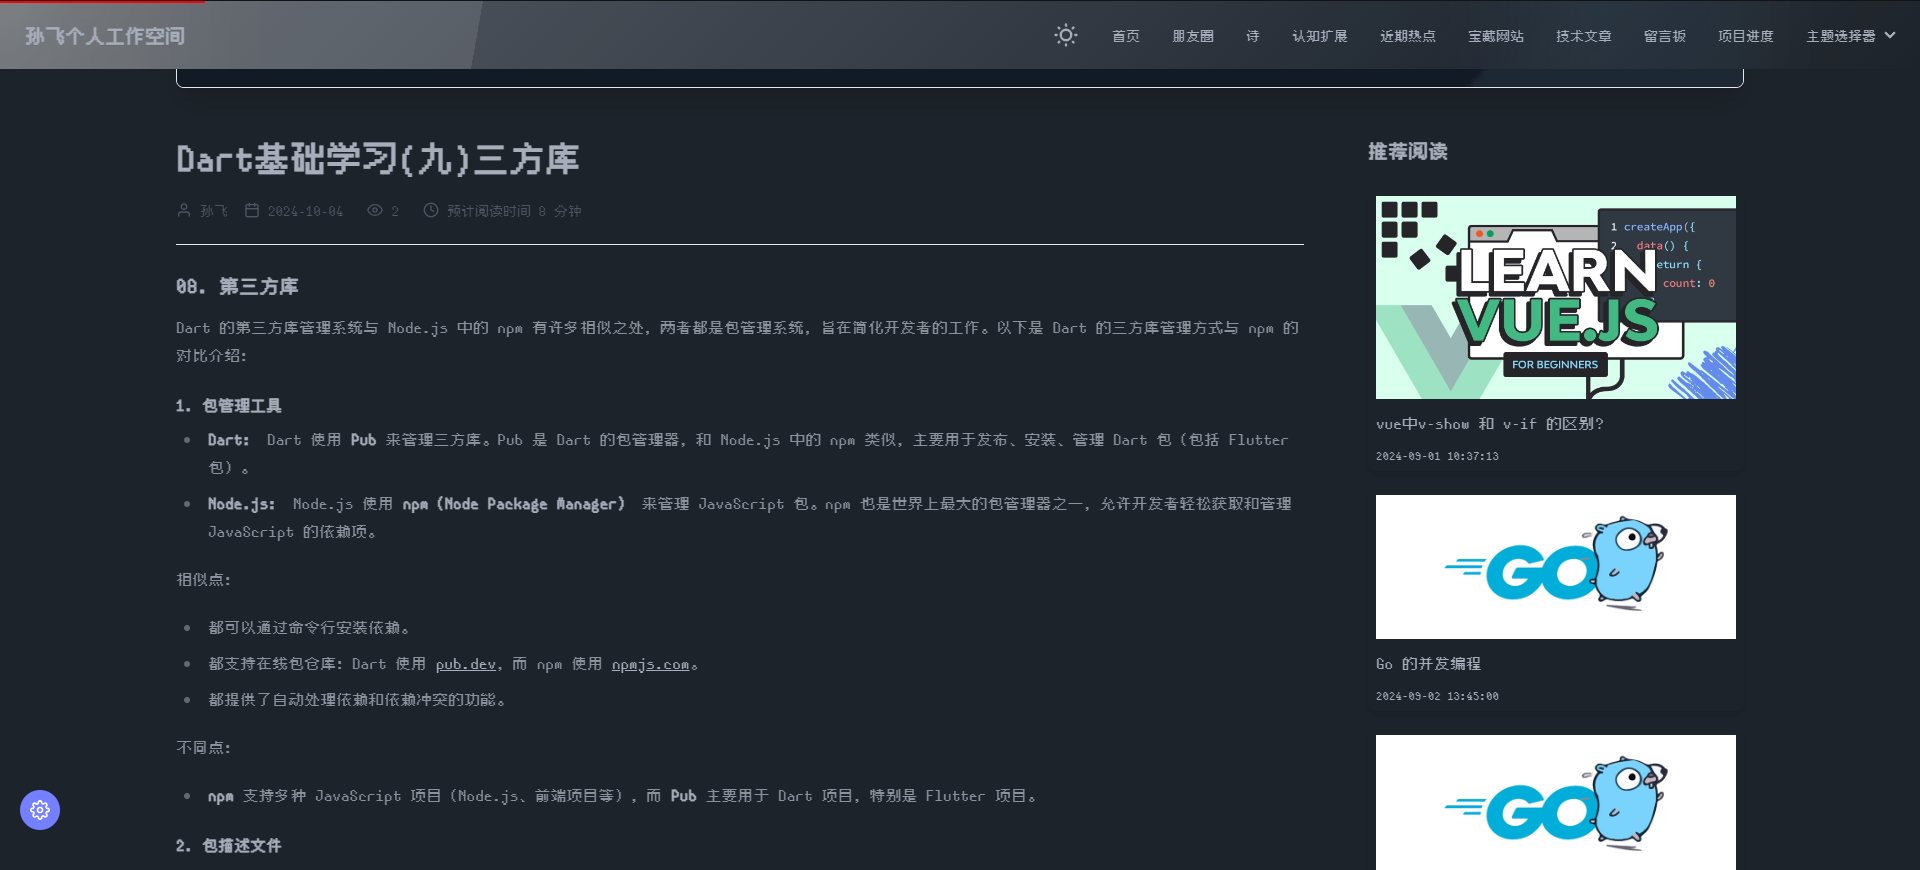 孙飞个人工作空间
首页 朋友圈 诗 认知扩展 近期热点 宝藏网站 技术文章 留言板 项目进度 主题选择器
Dart基础学习(九)三方库
孙飞 2024-10-04 2 预计阅读时间 8 分钟
08. 第三方库
Dart 的第三方库管理系统与 Node.js 中的 npm 有许多相似之处，两者都是包管理系统，旨在简化开发者的工作。以下是 Dart 的三方库管理方式与 npm 的
对比介绍：
1. 包管理工具
Dart： Dart 使用 Pub 来管理三方库。Pub 是 Dart 的包管理器，和 Node.js 中的 npm 类似，主要用于发布、安装、管理 Dart 包（包括 Flutter
包）。
Node.js： Node.js 使用 npm（Node Package Manager） 来管理 JavaScript 包。npm 也是世界上最大的包管理器之一，允许开发者轻松获取和管理
JavaScript 的依赖项。
相似点：
都可以通过命令行安装依赖。
都支持在线包仓库：Dart 使用 pub.dev，而 npm 使用 npmjs.com。
都提供了自动处理依赖和依赖冲突的功能。
不同点：
npm 支持多种 JavaScript 项目（Node.js、前端项目等），而 Pub 主要用于 Dart 项目，特别是 Flutter 项目。
2. 包描述文件
推荐阅读
1 createApp({
2 data() {
eturn {
count: 0
LEARN
VUE.JS
FOR BEGINNERS
vue中v-show 和 v-if 的区别?
2024-09-01 10:37:13
GO
Go 的并发编程
2024-09-02 13:45:00
GO